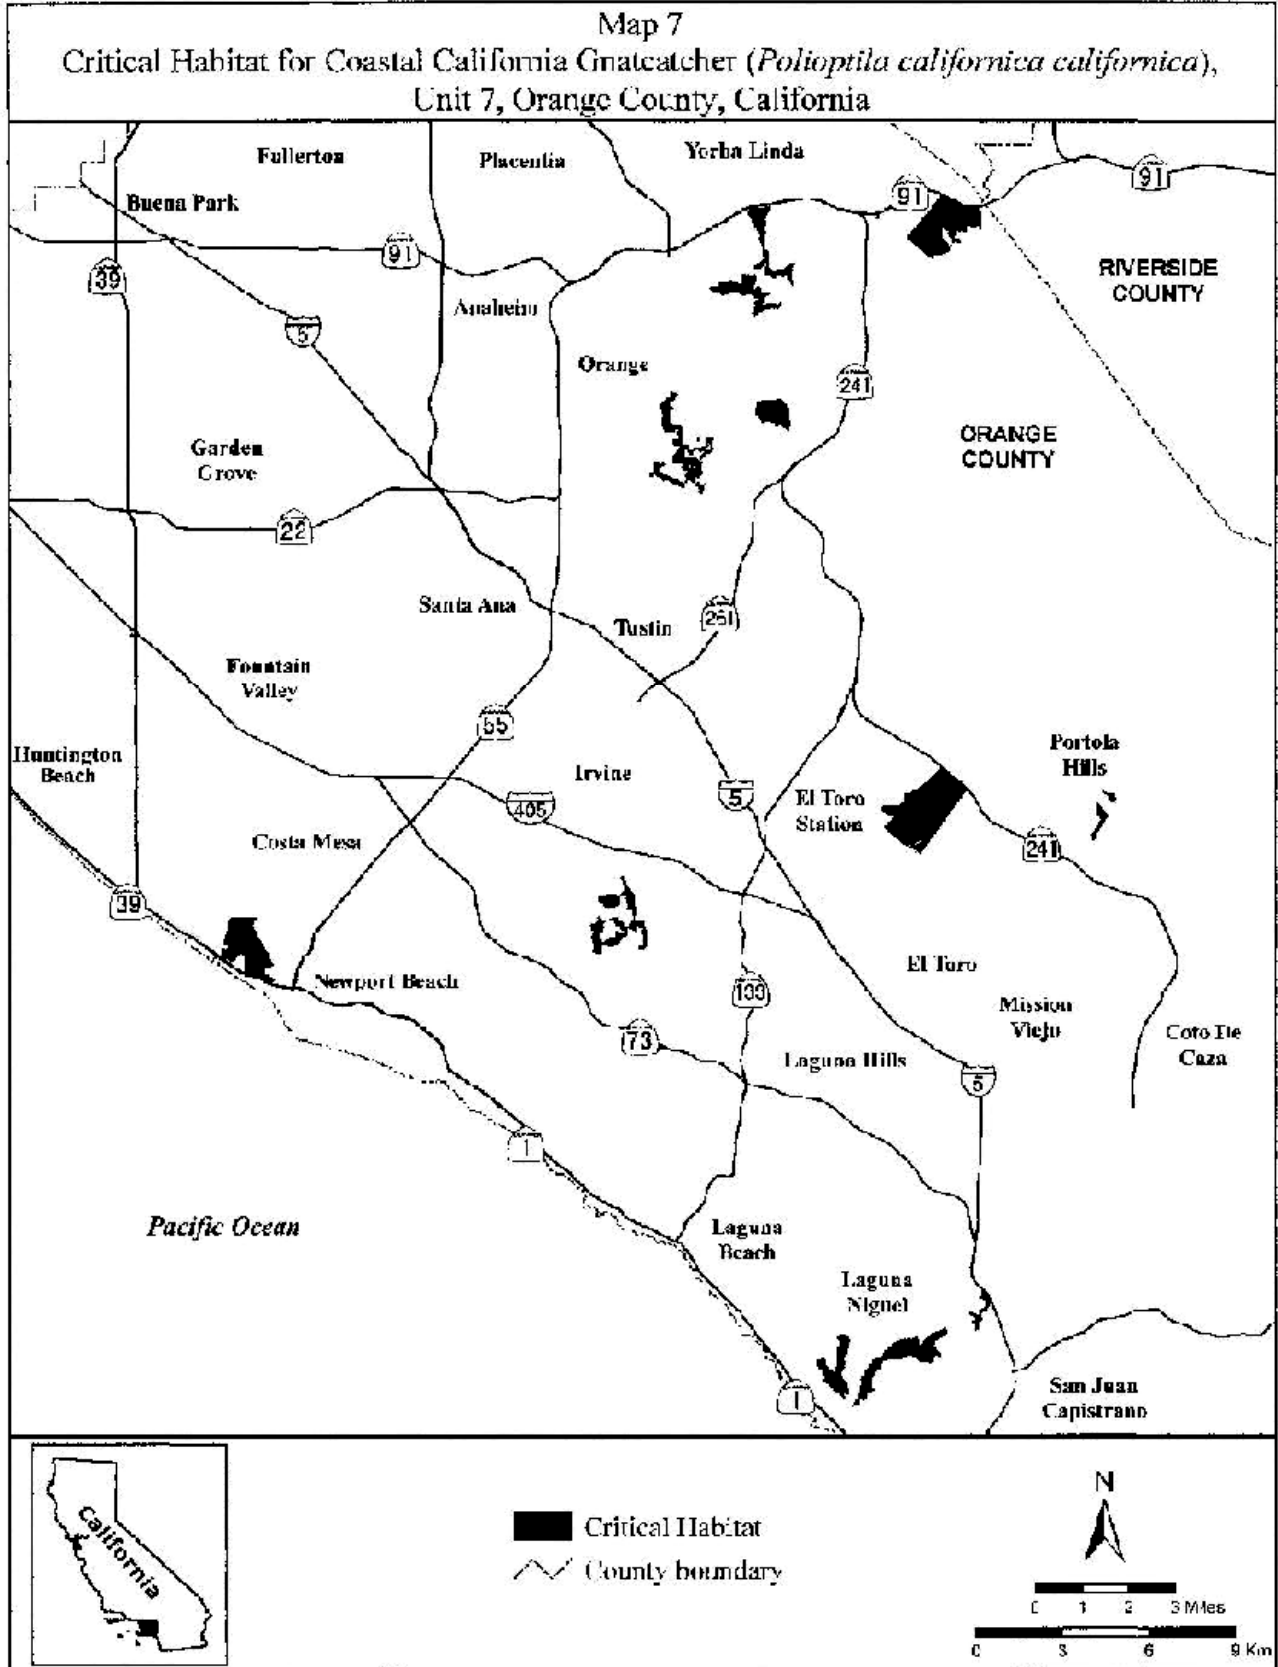 Map 7
Critical Habitat for Coastal California Gnatcatcher (Polioptila californica californica),
Unit 7, Orange County, California
Fullerton
Placentia
Yorba Linda
91
91
Buena Park
91
39
RIVERSIDE
COUNTY
Anaheim
5
Orange
241
ORANGE
COUNTY
Garden
Grove
22
Santa Ana
261
Tustin
Fountain
Valley
55
Huntington
Beach
Portola
Hills
Irvine
5
El Toro
Station
405
Costa Mesa
241
39
Newport Beach
El Toro
133
Mission
Viejo
Coto De
Caza
73
Laguna Hills
5
1
Pacific Ocean
Laguna
Beach
Laguna
Niguel
1
San Juan
Capistrano
California
Critical Habitat
County boundary
N
0 1 2 3 Miles
0 3 6 9 Km